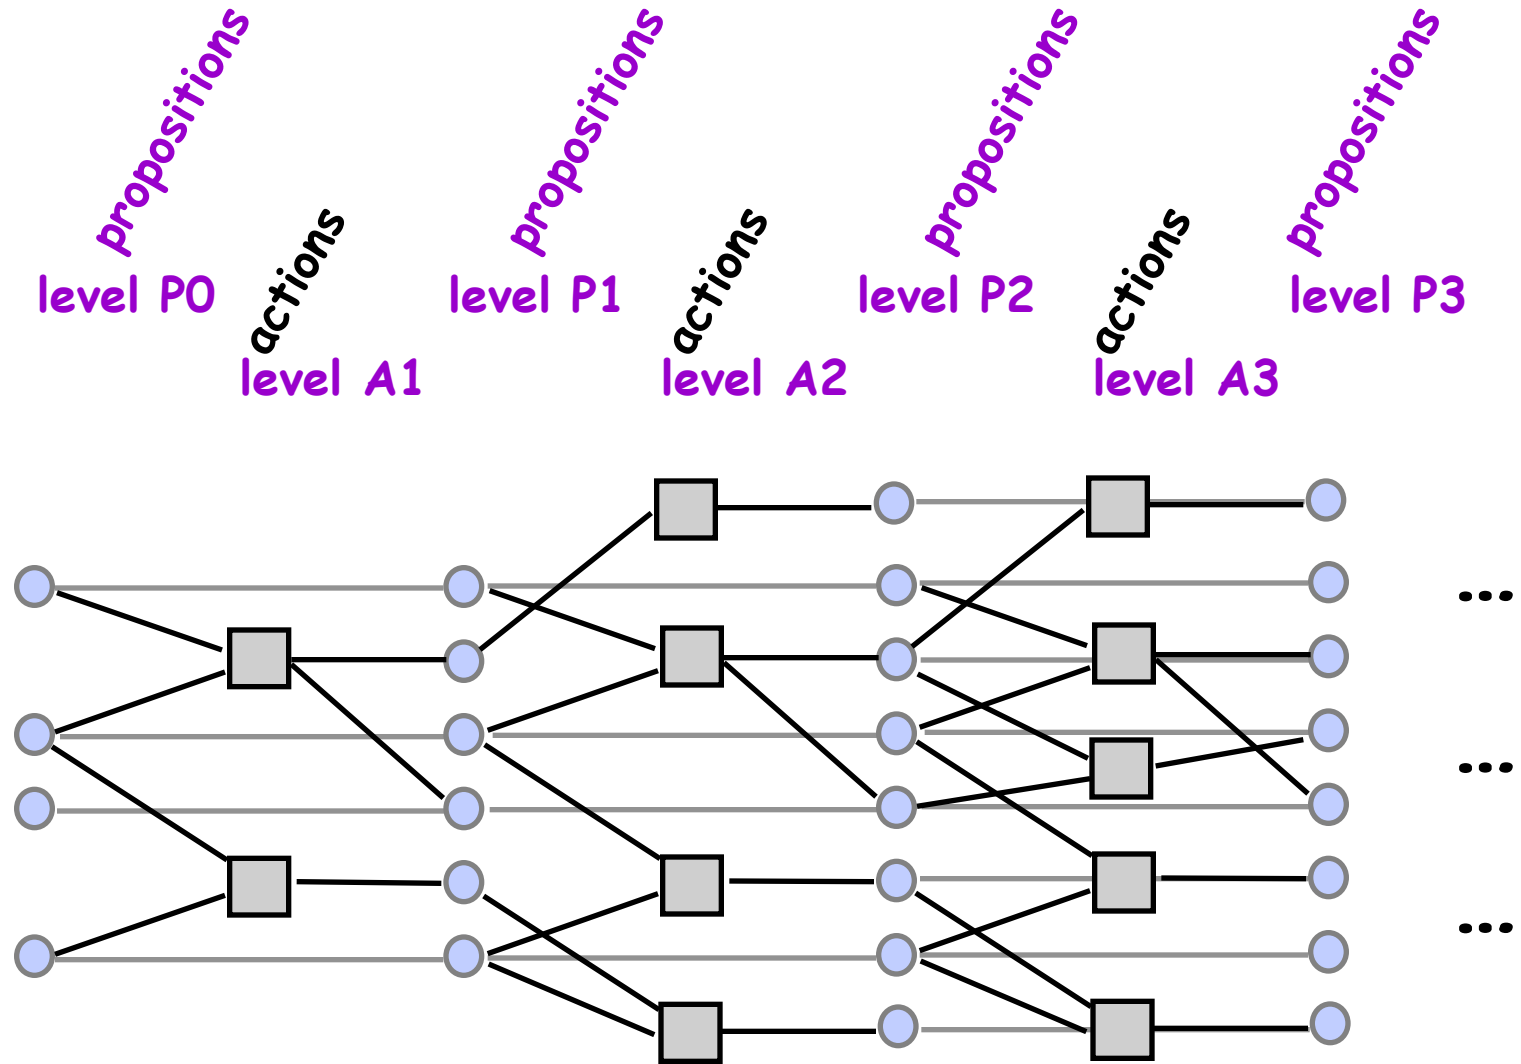 propositions
propositions
propositions
propositions
actions
actions
actions
level P0
level P1
level P2
level P3
level A1
level A2
level A3
...
...
...